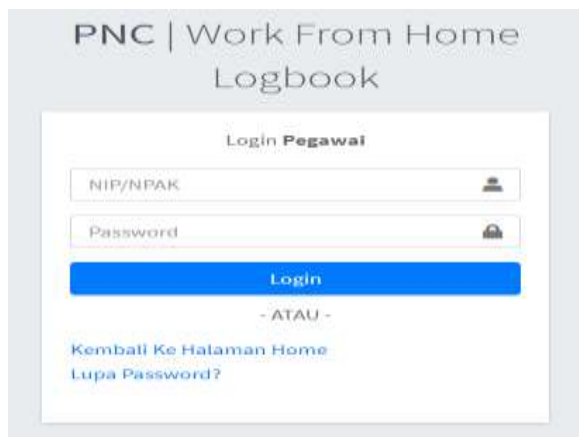 PNC | Work From Home
Logbook
Login Pegawai
NIP/NPAK
Password
Login
- ATAU -
Kembali Ke Halaman Home
Lupa Password?